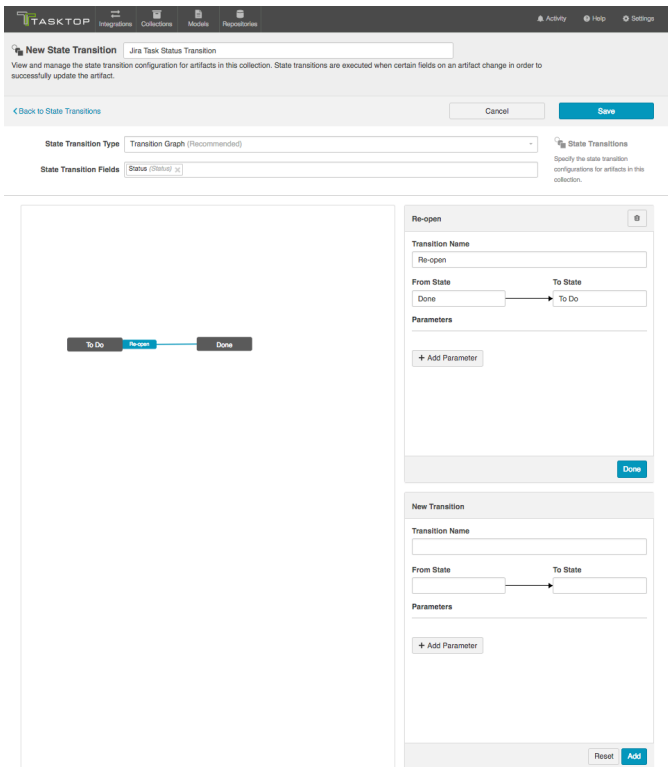 TASKTOP
Integrations Collections Models Repositories
Activity Help Settings
New State Transition Jira Task Status Transition
View and manage the state transition configuration for artifacts in this collection. State transitions are executed when certain fields on an artifact change in order to
successfully update the artifact.
Back to State Transitions
Cancel Save
State Transition Type Transition Graph (Recommended)
State Transition Fields Status (Status) x
State Transitions
Specify the state transition
configurations for artifacts in this
collection.
To Do Re-open Done
Re-open
Transition Name
Re-open
From State To State
Done To Do
Parameters
+ Add Parameter
Done
New Transition
Transition Name
From State To State
Parameters
+ Add Parameter
Reset Add